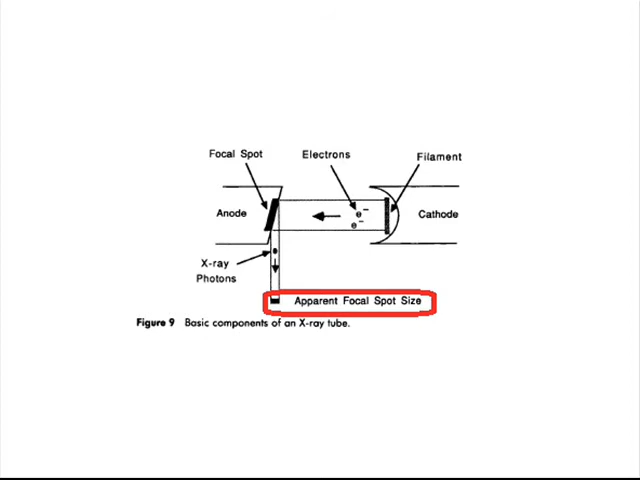 Focal Spot
Electrons
Filament
Anode
e–
e–
Cathode
X-ray
Photons
Apparent Focal Spot Size
Figure 9 Basic components of an X-ray tube.